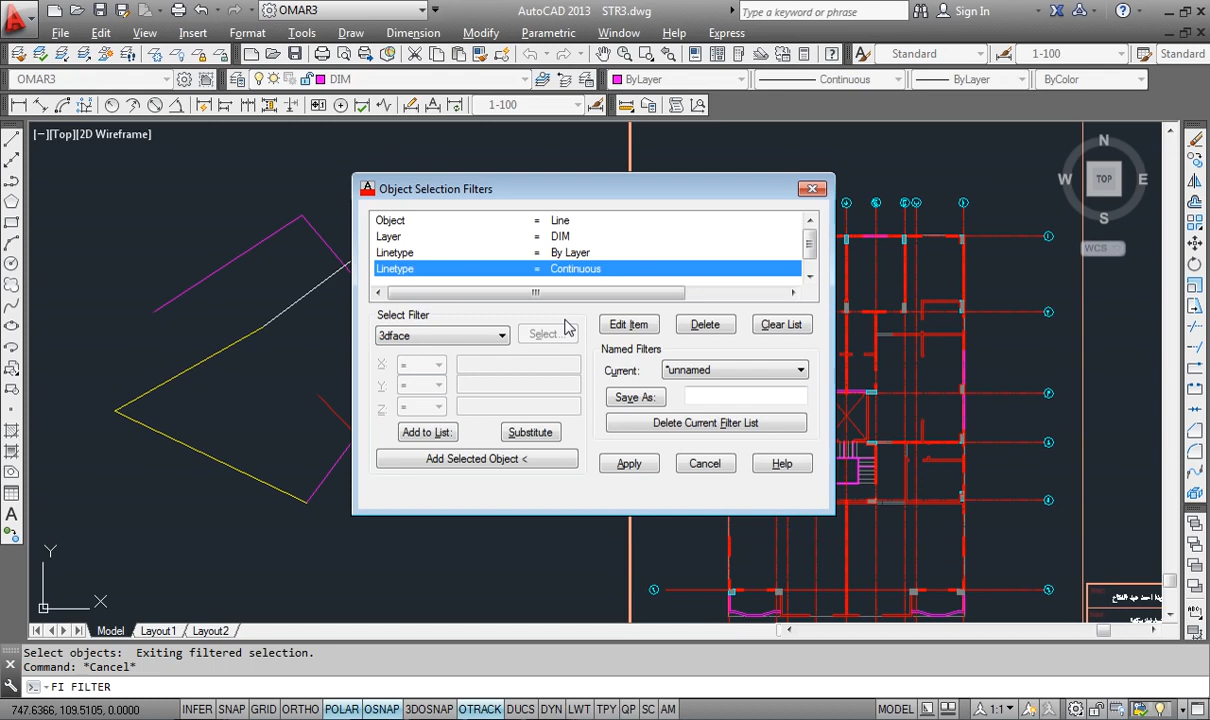 OMAR3
AutoCAD 2013 STR3.dwg
Type a keyword or phrase
Sign In
File Edit View Insert Format Tools Draw Dimension Modify Parametric Window Help Express
Standard 1-100 Standard
OMAR3 DIM ByLayer Continuous ByLayer ByColor
1-100
[−][Top][2D Wireframe]
N
W TOP E
S
WCS
Object Selection Filters
Object = Line
Layer = DIM
Linetype = By Layer
Linetype = Continuous
Select Filter
3dface Select...
Edit Item Delete Clear List
Named Filters
X: =
Current: *unnamed
Y: =
Save As:
Z: =
Delete Current Filter List
Add to List: Substitute
Add Selected Object <
Apply Cancel Help
Y
X
Model Layout1 Layout2
Select objects: Exiting filtered selection.
Command: *Cancel*
FI FILTER
747.6366, 109.5105, 0.0000 INFER SNAP GRID ORTHO POLAR OSNAP 3DOSNAP OTRACK DUCS DYN LWT TPY QP SC AM MODEL 1:1